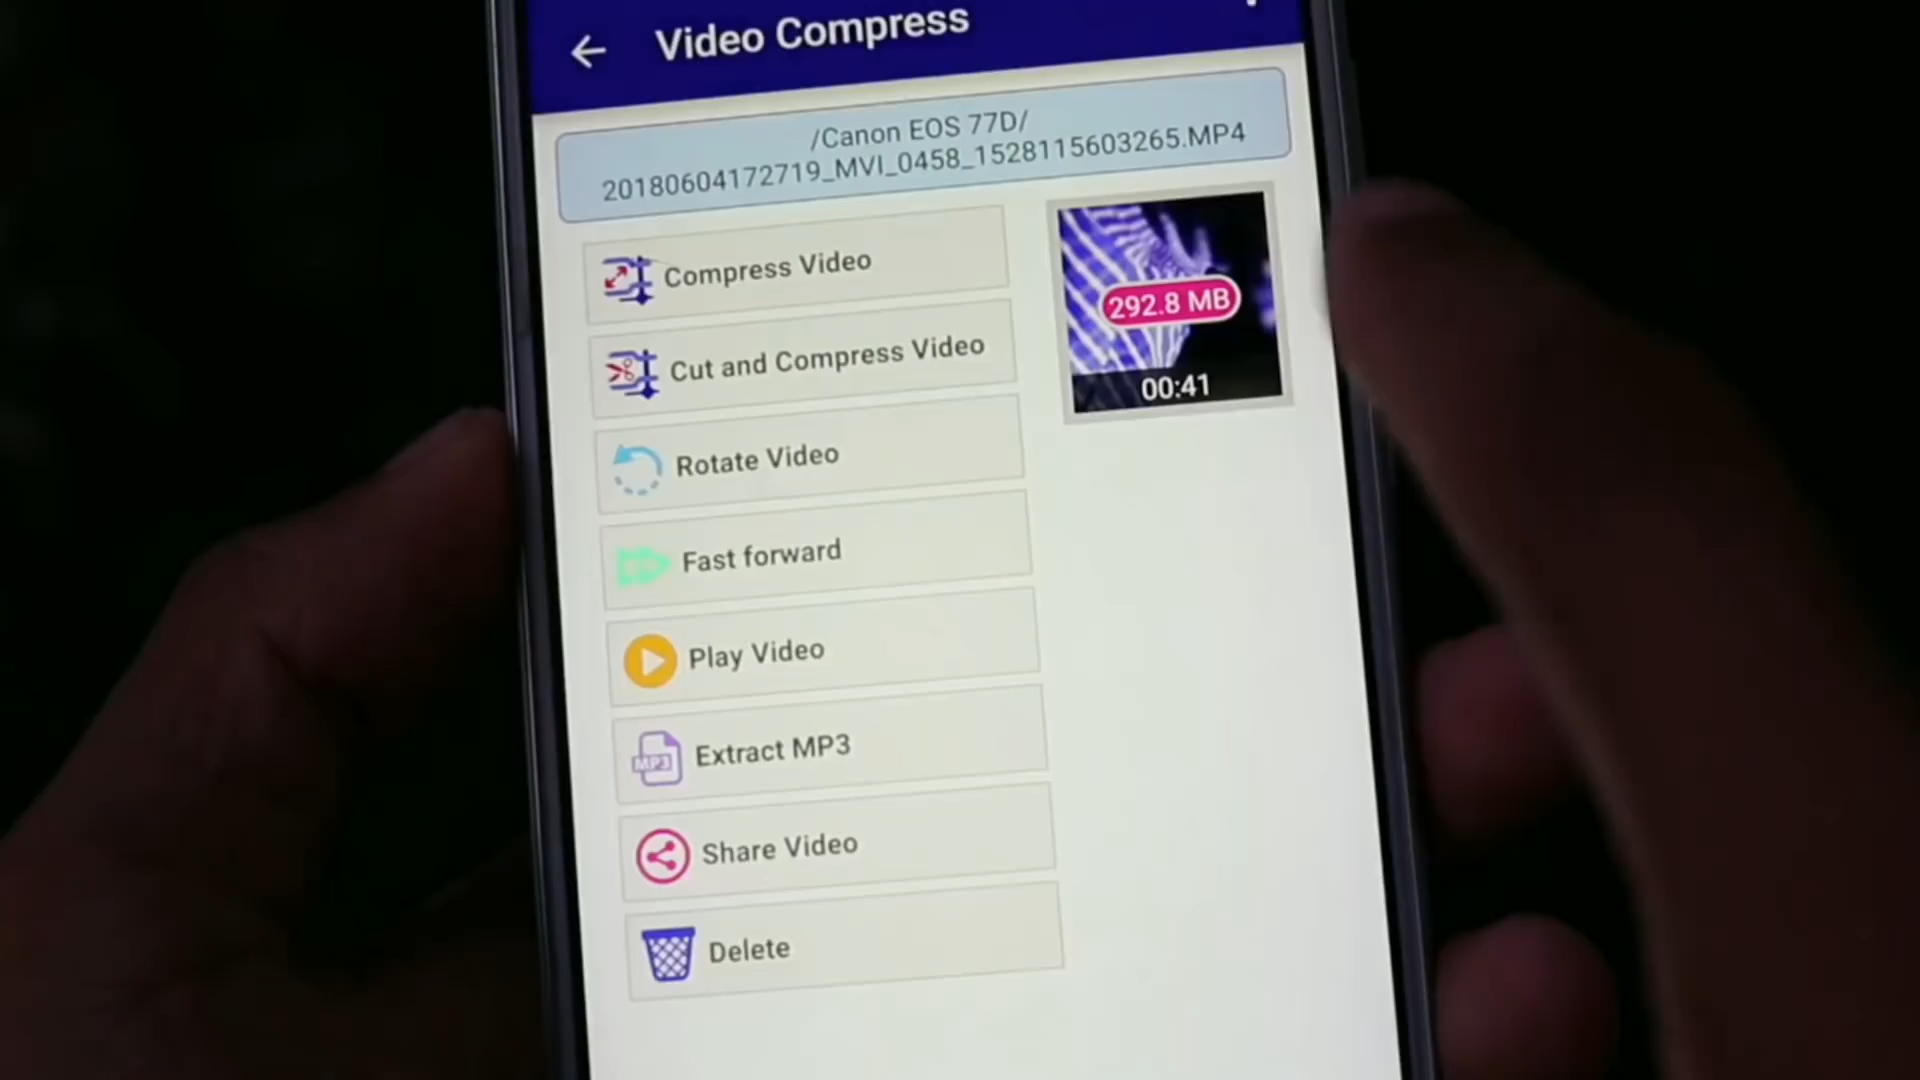 Video Compress
/Canon EOS 77D/
20180604172719_MVI_0458_1528115603265.MP4
Compress Video
292.8 MB
00:41
Cut and Compress Video
Rotate Video
Fast forward
Play Video
MP3
Extract MP3
Share Video
Delete